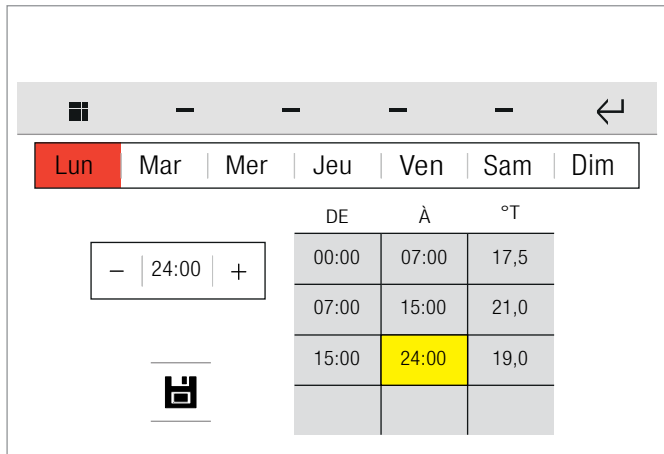 Lun Mar Mer Jeu Ven Sam Dim
DE À °T
− 24:00 +
00:00 07:00 17,5
07:00 15:00 21,0
15:00 24:00 19,0